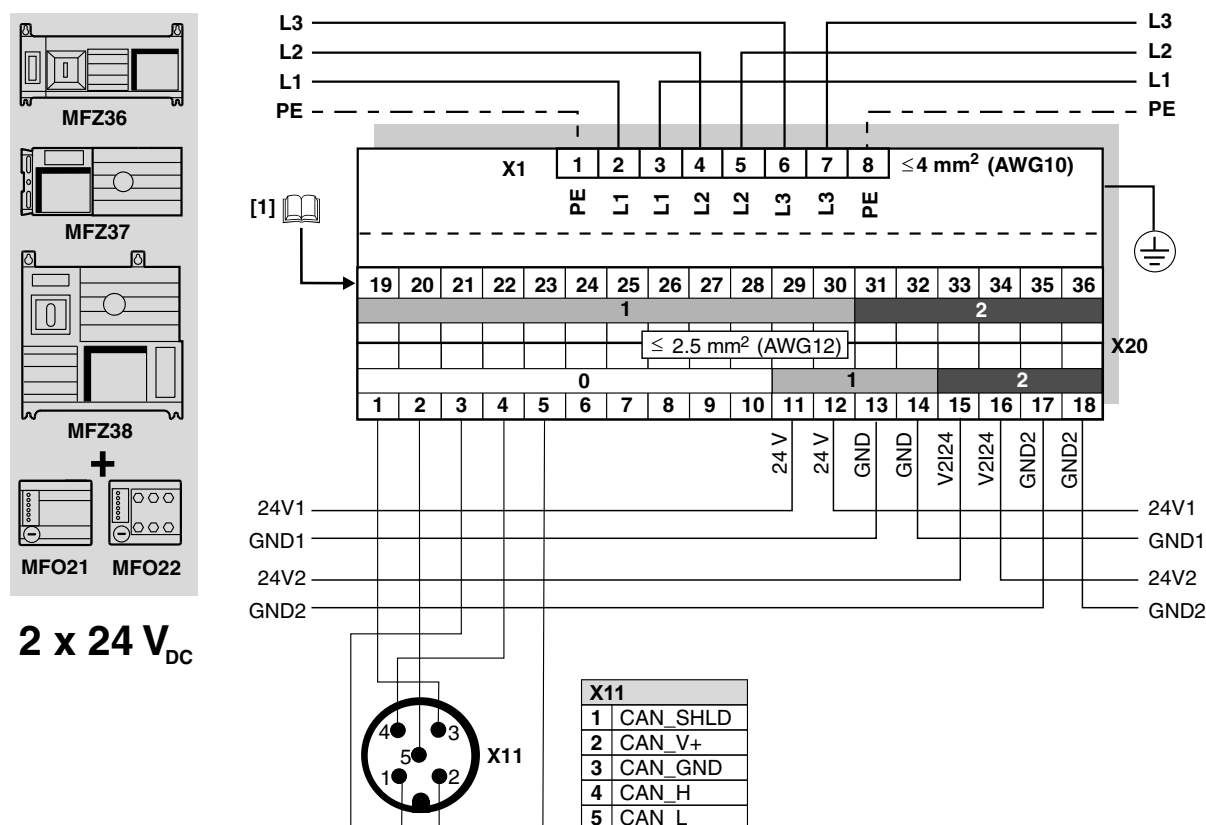 MFZ36
MFZ37
MFZ38
+
MFO21 MFO22
2 x 24 V DC
L3 L3
L2 L2
L1 L1
PE PE
X1 1 2 3 4 5 6 7 8 ≤4 mm² (AWG10)
PE L1 L1 L2 L2 L3 L3 PE
[1]
19 20 21 22 23 24 25 26 27 28 29 30 31 32 33 34 35 36
1 2
≤ 2.5 mm² (AWG12) X20
0 1 2
1 2 3 4 5 6 7 8 9 10 11 12 13 14 15 16 17 18
24 V 24 V GND GND V2I24 V2I24 GND2 GND2
24V1 24V1
GND1 GND1
24V2 24V2
GND2 GND2
4 3
5 X11
1 2
X11
1 CAN_SHLD
2 CAN_V+
3 CAN_GND
4 CAN_H
5 CAN_L